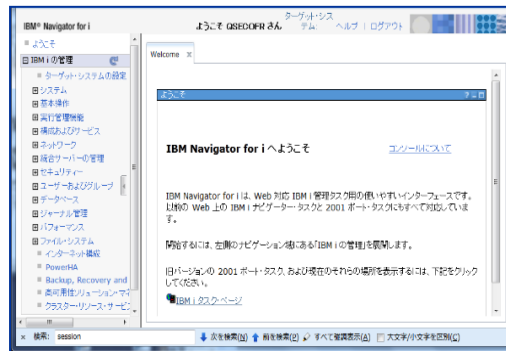 IBM® Navigator for i
ようこそ QSECOFR さん
ターゲット・システム:
ヘルプ | ログアウト
IBM.
ようこそ
IBM i の管理
ターゲット・システムの設定
システム
基本操作
実行管理機能
構成およびサービス
ネットワーク
統合サーバーの管理
セキュリティー
ユーザーおよびグループ
データベース
ジャーナル管理
パフォーマンス
ファイル・システム
インターネット構成
PowerHA
Backup, Recovery and
高可用性ソリューション・マネ
クラスター・リソース・サービ
Welcome x
ようこそ
IBM Navigator for i へようこそ
コンソールについて
IBM Navigator for i は、Web 対応 IBM i 管理タスク用の使いやすいインターフェースです。
以前の Web 上の IBM i ナビゲーター・タスクと 2001 ポート・タスクにもすべて対応していま
す。
開始するには、左側のナビゲーション域にある「IBM i の管理」を展開します。
旧バージョンの 2001 ポート・タスク、および現在のそれらの場所を表示するには、下記をクリック
してください。
IBM i タスク・ページ
× 検索: session 次を検索(N) 前を検索(P) すべて強調表示(A) 大文字/小文字を区別(C)